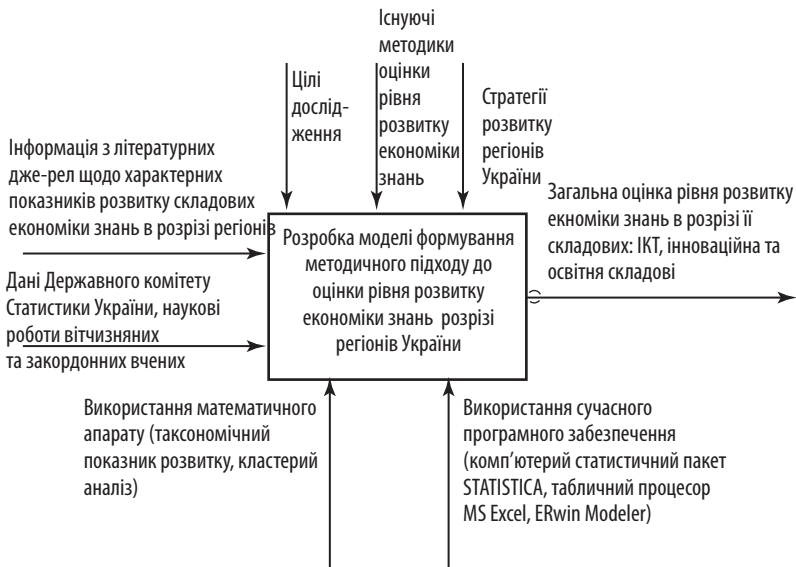 Існуючі
методики
оцінки
рівня
розвитку
економіки
знань
Цілі
дослід-
ження
Стратегії
розвитку
регіонів
України
Інформація з літературних
дже-рел щодо характерних
показників розвитку складових
економіки знань в розрізі регіонів
Дані Державного комітету
Статистики України, наукові
роботи вітчизняних
та закордонних вчених
Розробка моделі формування
методичного підходу до
оцінки рівня розвитку
економіки знань розрізі
регіонів України
Загальна оцінка рівня розвитку
екноміки знань в розрізі її
складових: ІКТ, інноваційна та
освітня складові
Використання математичного
апарату (таксономічний
показник розвитку, кластерий
аналіз)
Використання сучасного
програмного забезпечення
(комп’ютерий статистичний пакет
STATISTICA, табличний процесор
MS Excel, ERwin Modeler)